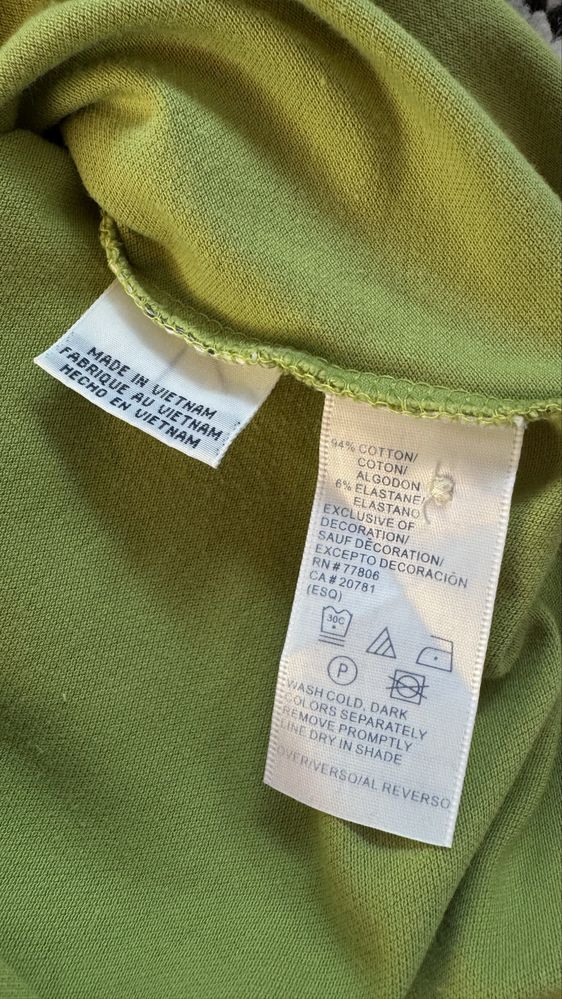 MADE IN VIETNAM
FABRIQUE AU VIETNAM
HECHO EN VIETNAM
94% COTTON/
COTON/
ALGODON
6% ELASTANE/
ELASTANO
EXCLUSIVE OF
DECORATION/
SAUF DÉCORATION/
EXCEPTO DECORACIÓN
RN # 77806
CA # 20781
(ESQ)
30C
P
WASH COLD, DARK
COLORS SEPARATELY
REMOVE PROMPTLY
LINE DRY IN SHADE
OVER/VERSO/AL REVERSO